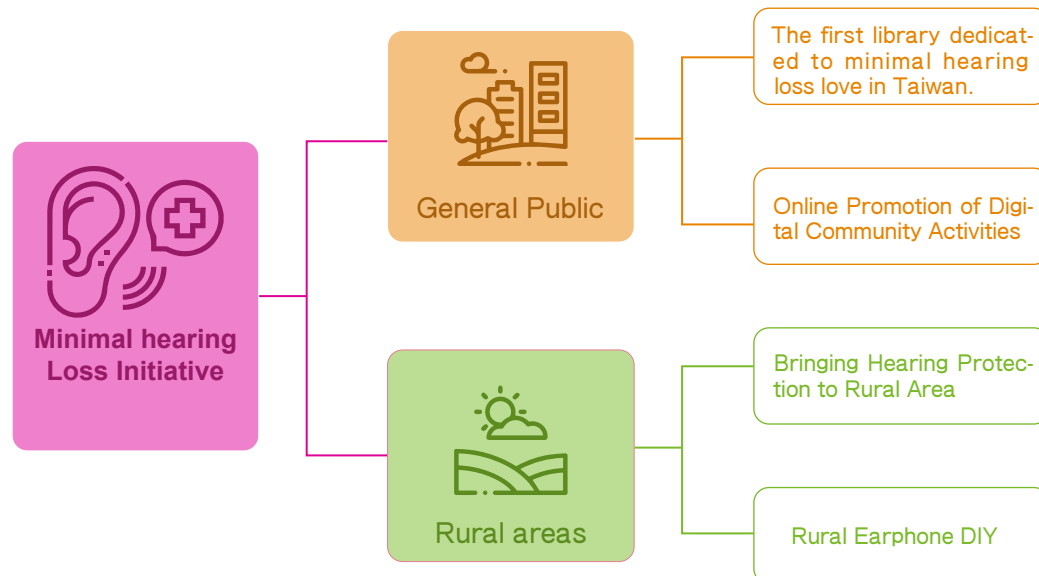 Minimal hearing
Loss Initiative
General Public
The first library dedicat-
ed to minimal hearing
loss love in Taiwan.
Online Promotion of Digi-
tal Community Activities
Rural areas
Bringing Hearing Protec-
tion to Rural Area
Rural Earphone DIY